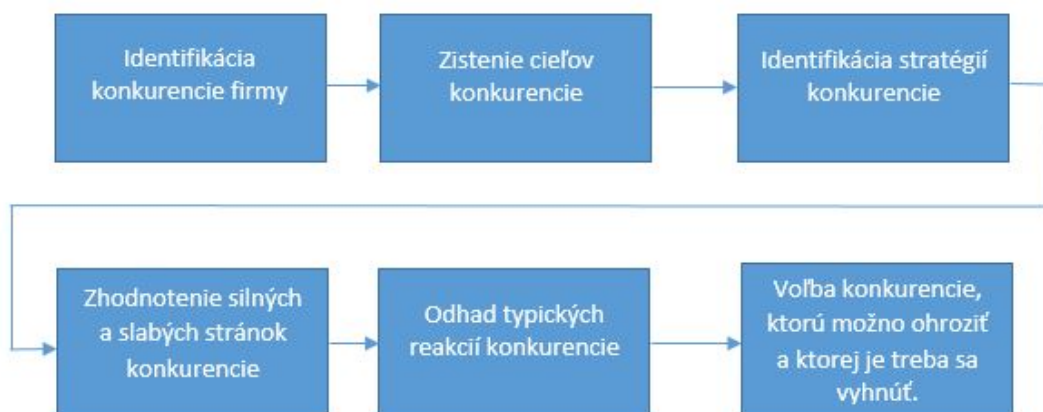 Identifikácia
konkurencie firmy
Zistenie cieľov
konkurencie
Identifikácia stratégií
konkurencie
Zhodnotenie silných
a slabých stránok
konkurencie
Odhad typických
reakcií konkurencie
Voľba konkurencie,
ktorú možno ohroziť
a ktorej je treba sa
vyhnúť.